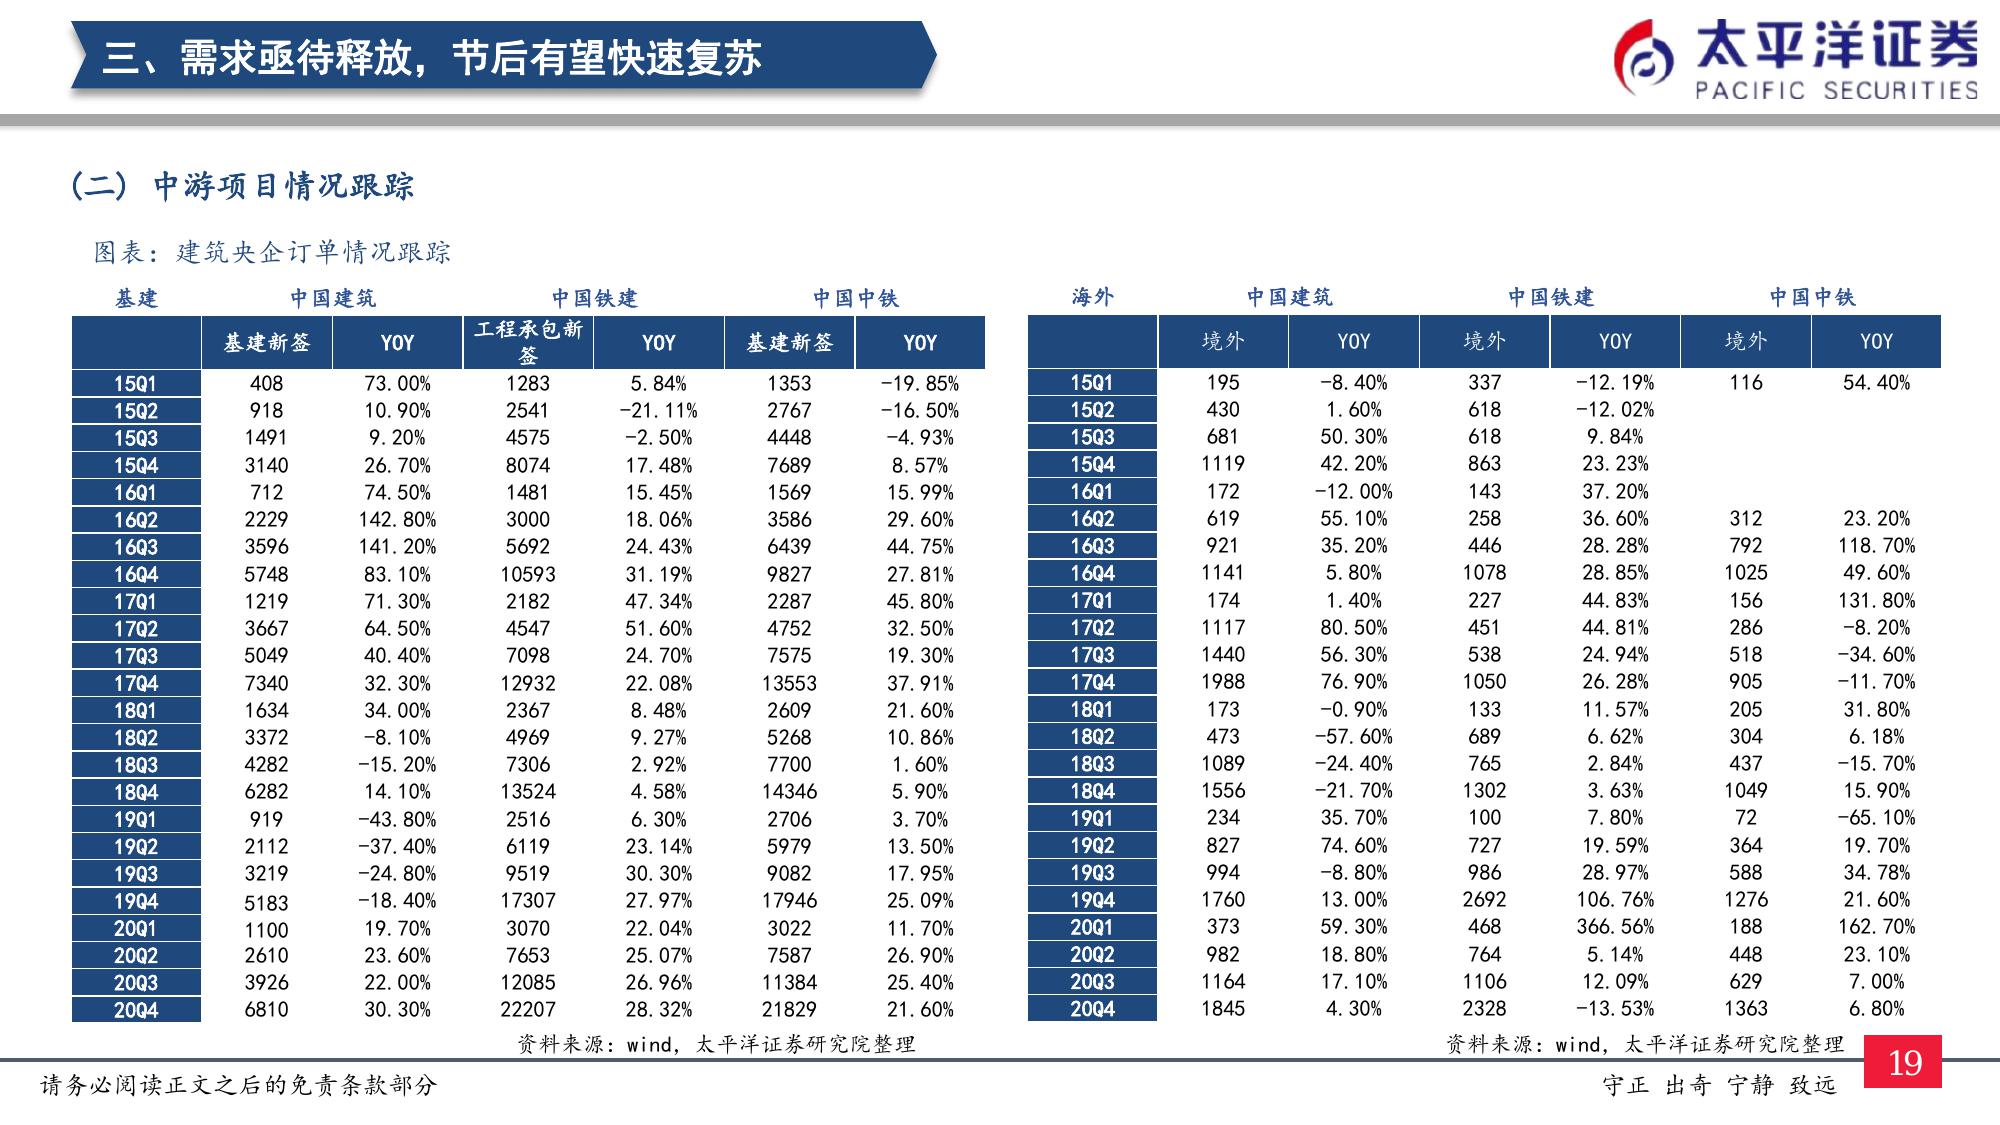 三、需求亟待释放，节后有望快速复苏
太平洋证券
PACIFIC SECURITIES
(二) 中游项目情况跟踪
图表：建筑央企订单情况跟踪
基建 中国建筑 中国铁建 中国中铁
基建新签 YOY 工程承包新签 YOY 基建新签 YOY
15Q1 408 73.00% 1283 5.84% 1353 -19.85%
15Q2 918 10.90% 2541 -21.11% 2767 -16.50%
15Q3 1491 9.20% 4575 -2.50% 4448 -4.93%
15Q4 3140 26.70% 8074 17.48% 7689 8.57%
16Q1 712 74.50% 1481 15.45% 1569 15.99%
16Q2 2229 142.80% 3000 18.06% 3586 29.60%
16Q3 3596 141.20% 5692 24.43% 6439 44.75%
16Q4 5748 83.10% 10593 31.19% 9827 27.81%
17Q1 1219 71.30% 2182 47.34% 2287 45.80%
17Q2 3667 64.50% 4547 51.60% 4752 32.50%
17Q3 5049 40.40% 7098 24.70% 7575 19.30%
17Q4 7340 32.30% 12932 22.08% 13553 37.91%
18Q1 1634 34.00% 2367 8.48% 2609 21.60%
18Q2 3372 -8.10% 4969 9.27% 5268 10.86%
18Q3 4282 -15.20% 7306 2.92% 7700 1.60%
18Q4 6282 14.10% 13524 4.58% 14346 5.90%
19Q1 919 -43.80% 2516 6.30% 2706 3.70%
19Q2 2112 -37.40% 6119 23.14% 5979 13.50%
19Q3 3219 -24.80% 9519 30.30% 9082 17.95%
19Q4 5183 -18.40% 17307 27.97% 17946 25.09%
20Q1 1100 19.70% 3070 22.04% 3022 11.70%
20Q2 2610 23.60% 7653 25.07% 7587 26.90%
20Q3 3926 22.00% 12085 26.96% 11384 25.40%
20Q4 6810 30.30% 22207 28.32% 21829 21.60%
资料来源：wind，太平洋证券研究院整理
海外 中国建筑 中国铁建 中国中铁
境外 YOY 境外 YOY 境外 YOY
15Q1 195 -8.40% 337 -12.19% 116 54.40%
15Q2 430 1.60% 618 -12.02%
15Q3 681 50.30% 618 9.84%
15Q4 1119 42.20% 863 23.23%
16Q1 172 -12.00% 143 37.20%
16Q2 619 55.10% 258 36.60% 312 23.20%
16Q3 921 35.20% 446 28.28% 792 118.70%
16Q4 1141 5.80% 1078 28.85% 1025 49.60%
17Q1 174 1.40% 227 44.83% 156 131.80%
17Q2 1117 80.50% 451 44.81% 286 -8.20%
17Q3 1440 56.30% 538 24.94% 518 -34.60%
17Q4 1988 76.90% 1050 26.28% 905 -11.70%
18Q1 173 -0.90% 133 11.57% 205 31.80%
18Q2 473 -57.60% 689 6.62% 304 6.18%
18Q3 1089 -24.40% 765 2.84% 437 -15.70%
18Q4 1556 -21.70% 1302 3.63% 1049 15.90%
19Q1 234 35.70% 100 7.80% 72 -65.10%
19Q2 827 74.60% 727 19.59% 364 19.70%
19Q3 994 -8.80% 986 28.97% 588 34.78%
19Q4 1760 13.00% 2692 106.76% 1276 21.60%
20Q1 373 59.30% 468 366.56% 188 162.70%
20Q2 982 18.80% 764 5.14% 448 23.10%
20Q3 1164 17.10% 1106 12.09% 629 7.00%
20Q4 1845 4.30% 2328 -13.53% 1363 6.80%
资料来源：wind，太平洋证券研究院整理
请务必阅读正文之后的免责条款部分
守正 出奇 宁静 致远
19